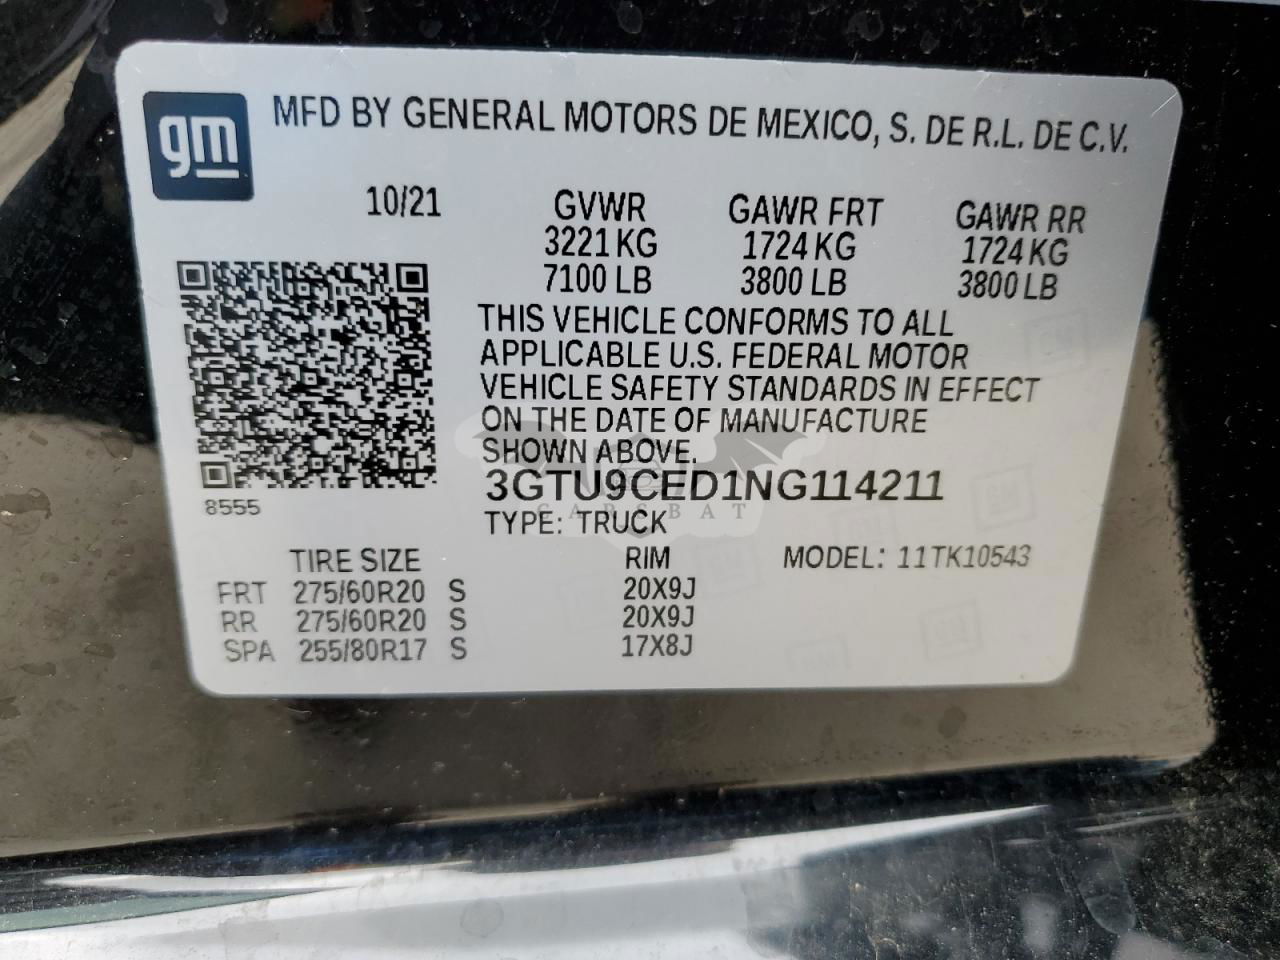 gm
MFD BY GENERAL MOTORS DE MEXICO, S. DE R.L. DE C.V.
10/21 GVWR GAWR FRT GAWR RR
3221 KG 1724 KG 1724 KG
7100 LB 3800 LB 3800 LB
THIS VEHICLE CONFORMS TO ALL
APPLICABLE U.S. FEDERAL MOTOR
VEHICLE SAFETY STANDARDS IN EFFECT
ON THE DATE OF MANUFACTURE
SHOWN ABOVE.
3GTU9CED1NG114211
8555
CARSBAT
TYPE: TRUCK
TIRE SIZE RIM MODEL: 11TK10543
FRT 275/60R20 S 20X9J
RR 275/60R20 S 20X9J
SPA 255/80R17 S 17X8J